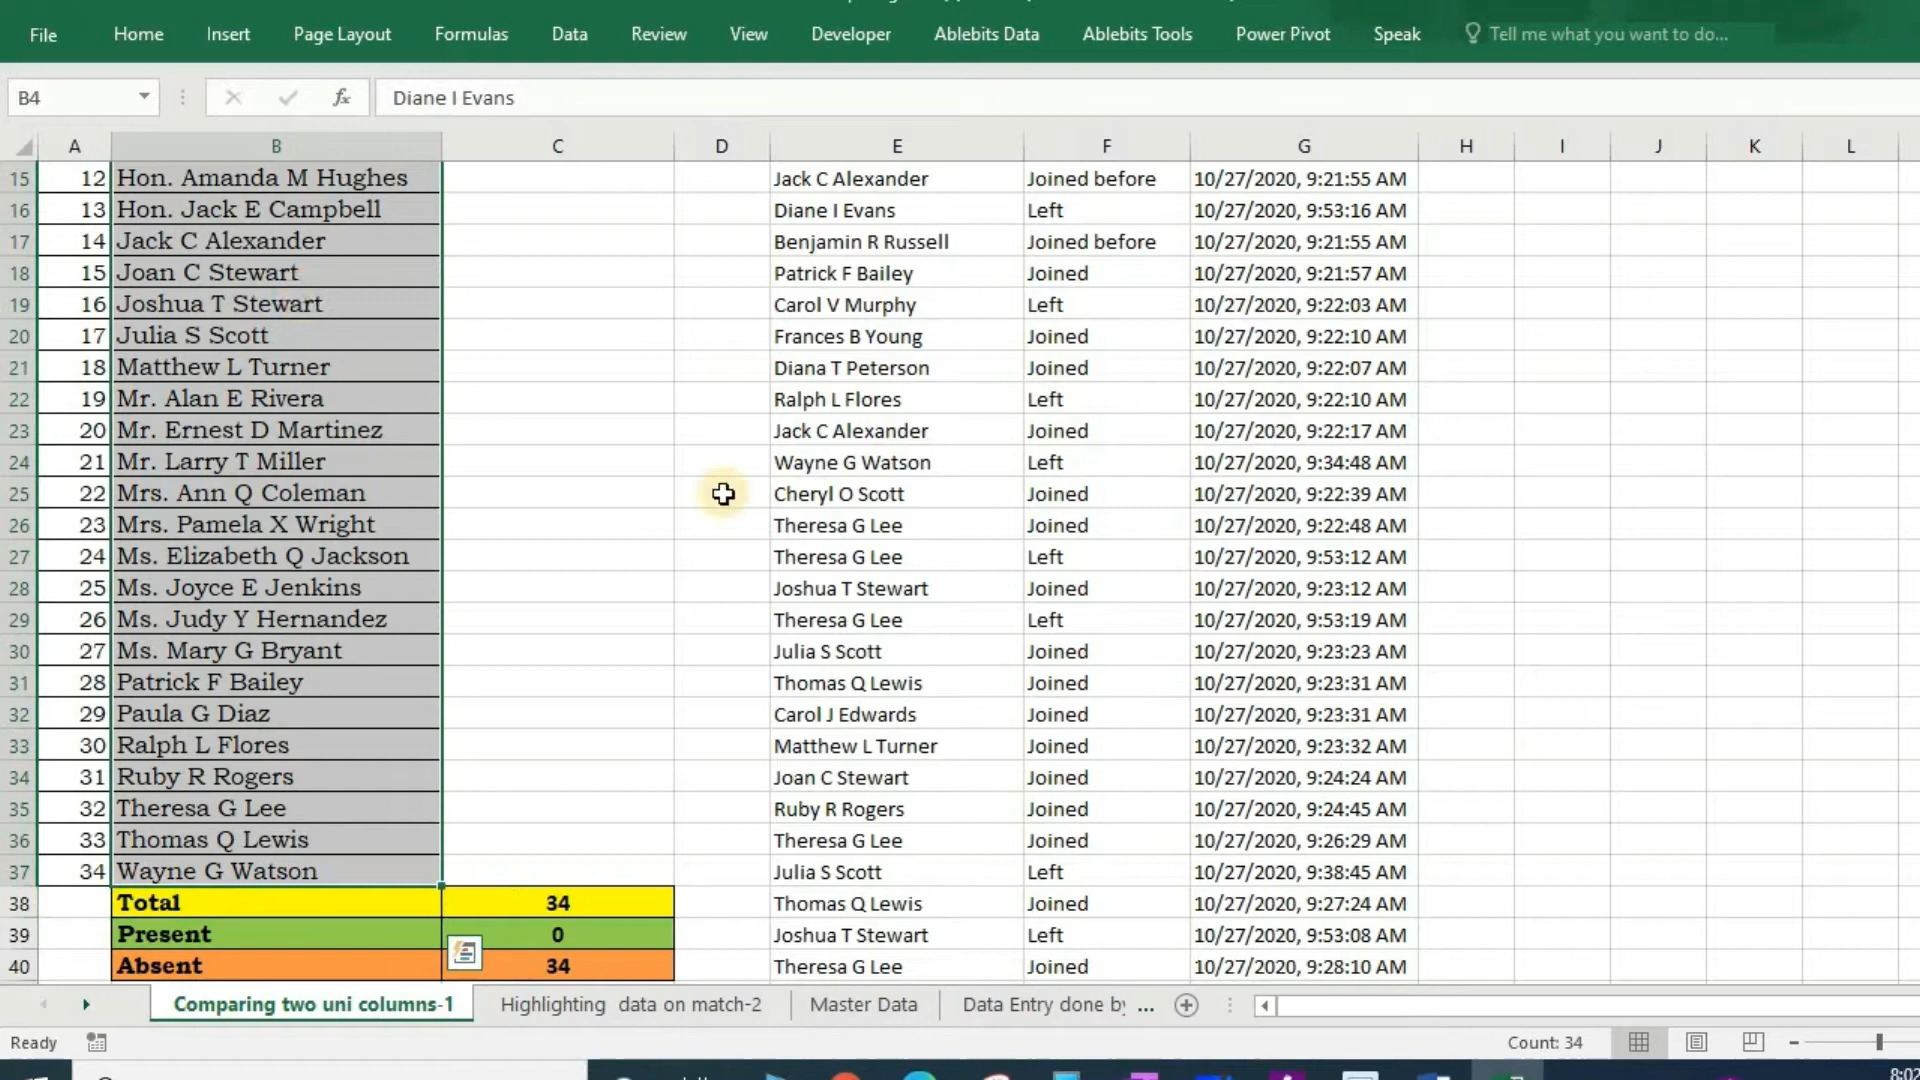 File Home Insert Page Layout Formulas Data Review View Developer Ablebits Data Ablebits Tools Power Pivot Speak Tell me what you want to do...
B4 fx Diane I Evans
A B C D E F G H I J K L
15 12 Hon. Amanda M Hughes Jack C Alexander Joined before 10/27/2020, 9:21:55 AM
16 13 Hon. Jack E Campbell Diane I Evans Left 10/27/2020, 9:53:16 AM
17 14 Jack C Alexander Benjamin R Russell Joined before 10/27/2020, 9:21:55 AM
18 15 Joan C Stewart Patrick F Bailey Joined 10/27/2020, 9:21:57 AM
19 16 Joshua T Stewart Carol V Murphy Left 10/27/2020, 9:22:03 AM
20 17 Julia S Scott Frances B Young Joined 10/27/2020, 9:22:10 AM
21 18 Matthew L Turner Diana T Peterson Joined 10/27/2020, 9:22:07 AM
22 19 Mr. Alan E Rivera Ralph L Flores Left 10/27/2020, 9:22:10 AM
23 20 Mr. Ernest D Martinez Jack C Alexander Joined 10/27/2020, 9:22:17 AM
24 21 Mr. Larry T Miller Wayne G Watson Left 10/27/2020, 9:34:48 AM
25 22 Mrs. Ann Q Coleman Cheryl O Scott Joined 10/27/2020, 9:22:39 AM
26 23 Mrs. Pamela X Wright Theresa G Lee Joined 10/27/2020, 9:22:48 AM
27 24 Ms. Elizabeth Q Jackson Theresa G Lee Left 10/27/2020, 9:53:12 AM
28 25 Ms. Joyce E Jenkins Joshua T Stewart Joined 10/27/2020, 9:23:12 AM
29 26 Ms. Judy Y Hernandez Theresa G Lee Left 10/27/2020, 9:53:19 AM
30 27 Ms. Mary G Bryant Julia S Scott Joined 10/27/2020, 9:23:23 AM
31 28 Patrick F Bailey Thomas Q Lewis Joined 10/27/2020, 9:23:31 AM
32 29 Paula G Diaz Carol J Edwards Joined 10/27/2020, 9:23:31 AM
33 30 Ralph L Flores Matthew L Turner Joined 10/27/2020, 9:23:32 AM
34 31 Ruby R Rogers Joan C Stewart Joined 10/27/2020, 9:24:24 AM
35 32 Theresa G Lee Ruby R Rogers Joined 10/27/2020, 9:24:45 AM
36 33 Thomas Q Lewis Theresa G Lee Joined 10/27/2020, 9:26:29 AM
37 34 Wayne G Watson Julia S Scott Left 10/27/2020, 9:38:45 AM
38 Total 34 Thomas Q Lewis Joined 10/27/2020, 9:27:24 AM
39 Present 0 Joshua T Stewart Left 10/27/2020, 9:53:08 AM
40 Absent 34 Theresa G Lee Joined 10/27/2020, 9:28:10 AM
Comparing two uni columns-1 Highlighting data on match-2 Master Data Data Entry done by ...
Ready Count: 34
8:02